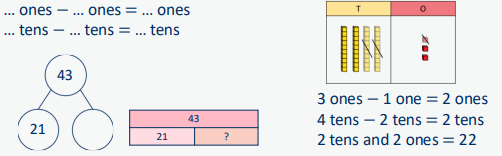 ... ones − ... ones = ... ones
... tens − ... tens = ... tens
43
21
43
21 ?
T O
3 ones − 1 one = 2 ones
4 tens − 2 tens = 2 tens
2 tens and 2 ones = 22